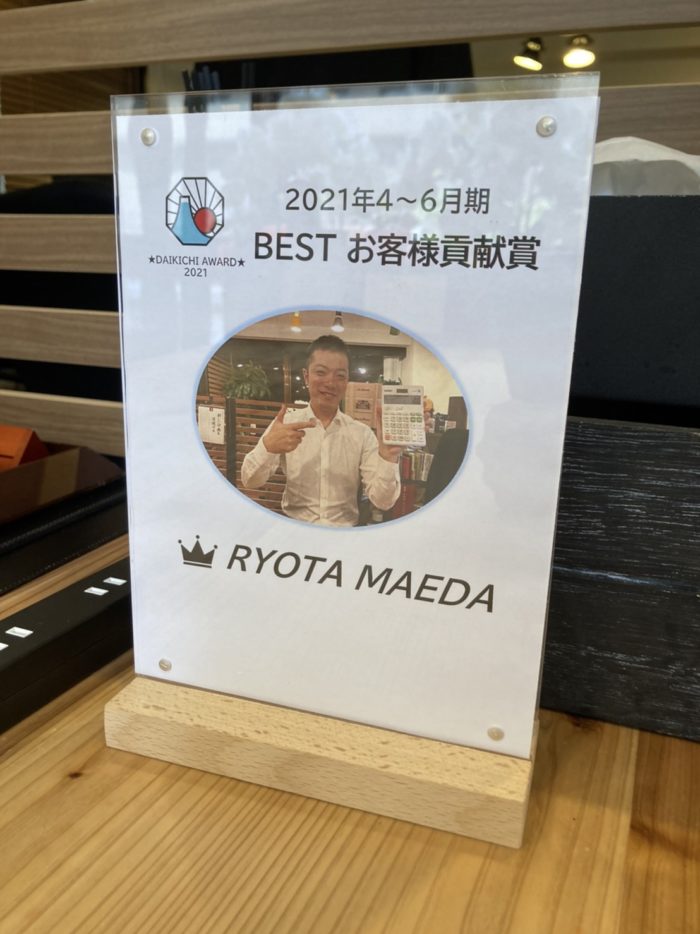 2021年4～6月期
BEST お客様貢献賞
★DAIKICHI AWARD★
2021
RYOTA MAEDA